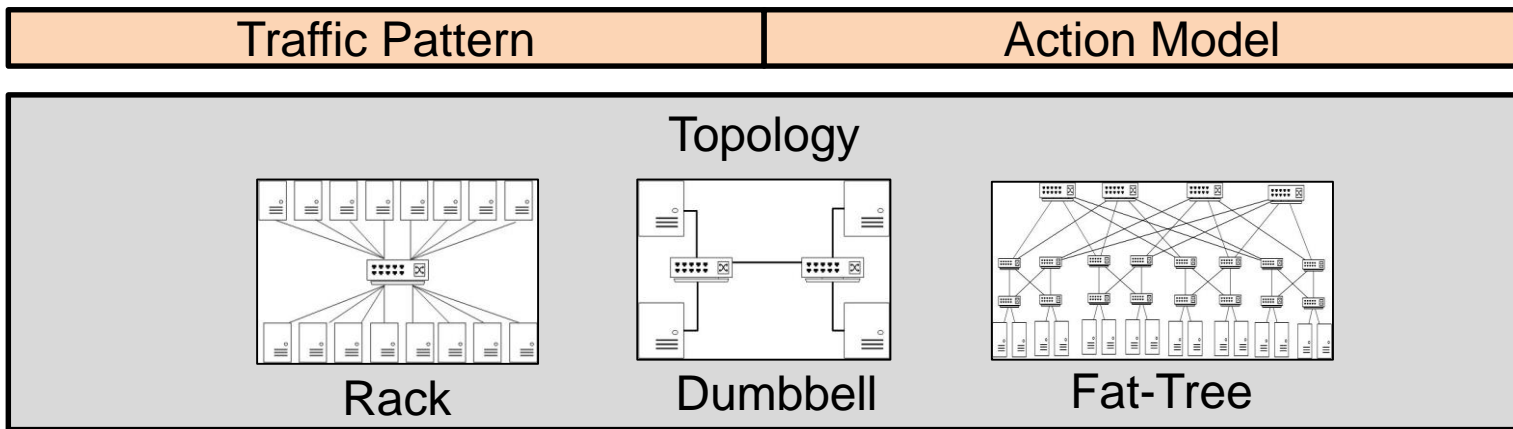 Traffic Pattern
Action Model
Topology
Rack
Dumbbell
Fat-Tree